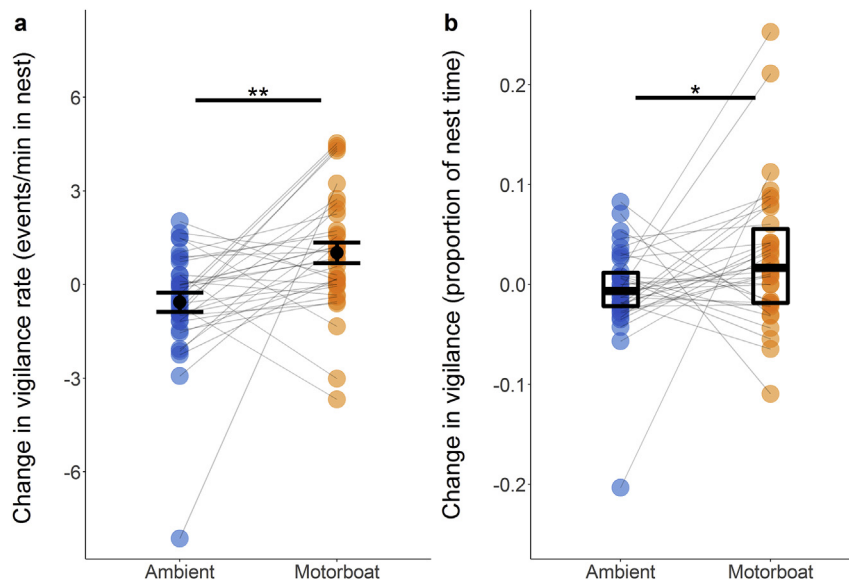 a
Change in vigilance rate (events/min in nest)
6
3
0.0
-3
-6
**
Ambient
Motorboat
b
Change in vigilance (proportion of nest time)
0.2
0.1
0.0
-0.1
-0.2
*
Ambient
Motorboat